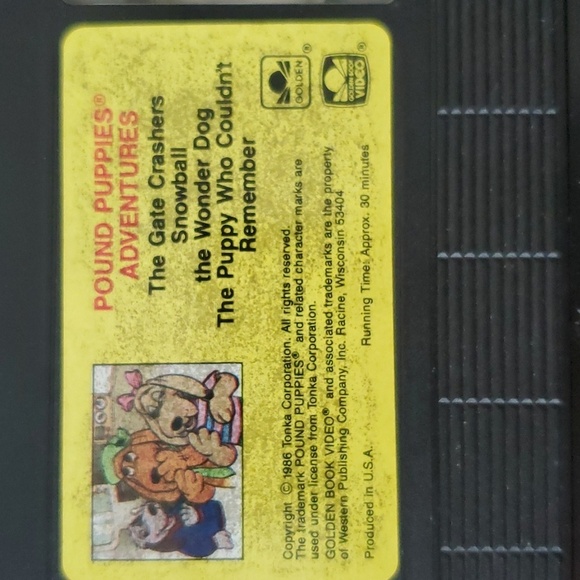 POUND PUPPIES®
ADVENTURES
The Gate Crashers
Snowball
the Wonder Dog
The Puppy Who Couldn't
Remember
GOLDEN ®
GOLDEN BOOK
VIDEO ®
Copyright © 1986 Tonka Corporation. All rights reserved.
The trademark POUND PUPPIES® and related character marks are
used under license from Tonka Corporation.
GOLDEN BOOK VIDEO® and associated trademarks are the property
of Western Publishing Company, Inc. Racine, Wisconsin 53404
Produced in U.S.A. Running Time: Approx. 30 minutes